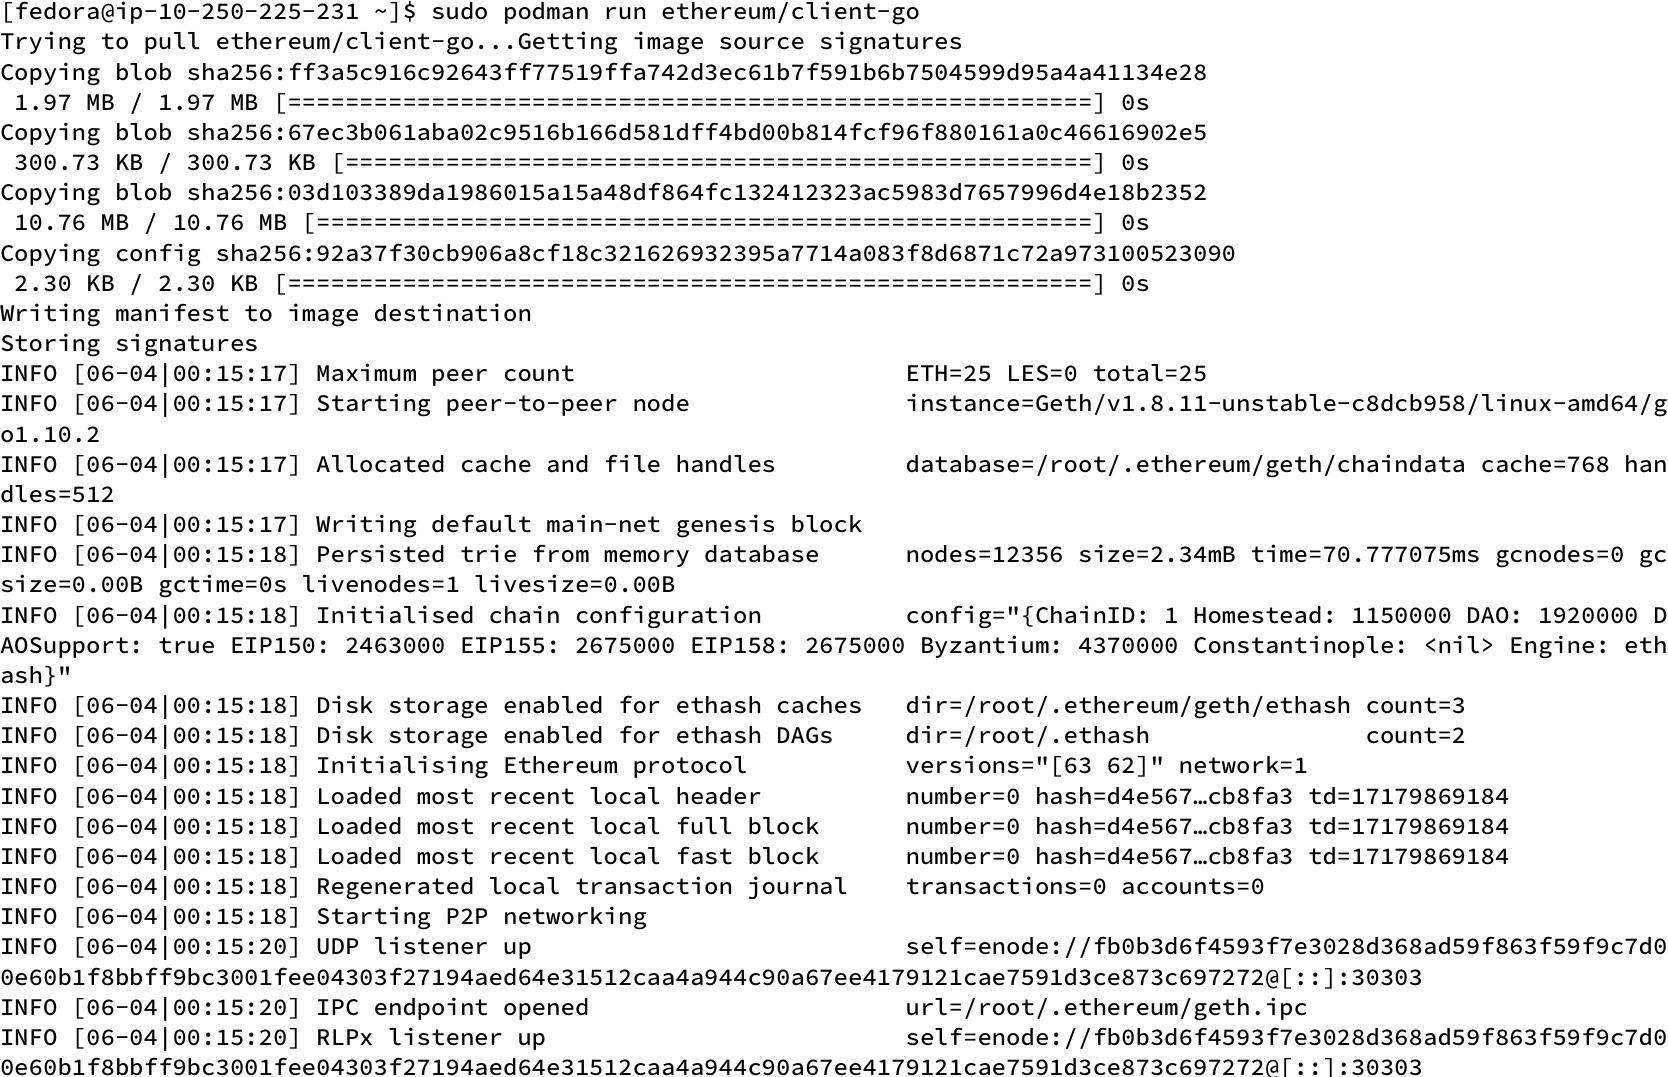 [fedora@ip-10-250-225-231 ~]$ sudo podman run ethereum/client-go
Trying to pull ethereum/client-go...Getting image source signatures
Copying blob sha256:ff3a5c916c92643ff77519ffa742d3ec61b7f591b6b7504599d95a4a41134e28
 1.97 MB / 1.97 MB [========================================================] 0s
Copying blob sha256:67ec3b061aba02c9516b166d581dff4bd00b814fcf96f880161a0c46616902e5
 300.73 KB / 300.73 KB [====================================================] 0s
Copying blob sha256:03d103389da1986015a15a48df864fc132412323ac5983d7657996d4e18b2352
 10.76 MB / 10.76 MB [======================================================] 0s
Copying config sha256:92a37f30cb906a8cf18c321626932395a7714a083f8d6871c72a973100523090
 2.30 KB / 2.30 KB [========================================================] 0s
Writing manifest to image destination
Storing signatures
INFO [06-04|00:15:17] Maximum peer count                       ETH=25 LES=0 total=25
INFO [06-04|00:15:17] Starting peer-to-peer node               instance=Geth/v1.8.11-unstable-c8dcb958/linux-amd64/g
o1.10.2
INFO [06-04|00:15:17] Allocated cache and file handles         database=/root/.ethereum/geth/chaindata cache=768 han
dles=512
INFO [06-04|00:15:17] Writing default main-net genesis block
INFO [06-04|00:15:18] Persisted trie from memory database      nodes=12356 size=2.34mB time=70.777075ms gcnodes=0 gc
size=0.00B gctime=0s livenodes=1 livesize=0.00B
INFO [06-04|00:15:18] Initialised chain configuration          config="{ChainID: 1 Homestead: 1150000 DAO: 1920000 D
AOSupport: true EIP150: 2463000 EIP155: 2675000 EIP158: 2675000 Byzantium: 4370000 Constantinople: <nil> Engine: eth
ash}"
INFO [06-04|00:15:18] Disk storage enabled for ethash caches   dir=/root/.ethereum/geth/ethash count=3
INFO [06-04|00:15:18] Disk storage enabled for ethash DAGs     dir=/root/.ethash               count=2
INFO [06-04|00:15:18] Initialising Ethereum protocol           versions="[63 62]" network=1
INFO [06-04|00:15:18] Loaded most recent local header          number=0 hash=d4e567…cb8fa3 td=17179869184
INFO [06-04|00:15:18] Loaded most recent local full block      number=0 hash=d4e567…cb8fa3 td=17179869184
INFO [06-04|00:15:18] Loaded most recent local fast block      number=0 hash=d4e567…cb8fa3 td=17179869184
INFO [06-04|00:15:18] Regenerated local transaction journal    transactions=0 accounts=0
INFO [06-04|00:15:18] Starting P2P networking
INFO [06-04|00:15:20] UDP listener up                          self=enode://fb0b3d6f4593f7e3028d368ad59f863f59f9c7d0
0e60b1f8bbff9bc3001fee04303f27194aed64e31512caa4a944c90a67ee4179121cae7591d3ce873c697272@[::]:30303
INFO [06-04|00:15:20] IPC endpoint opened                      url=/root/.ethereum/geth.ipc
INFO [06-04|00:15:20] RLPx listener up                         self=enode://fb0b3d6f4593f7e3028d368ad59f863f59f9c7d0
0e60b1f8bbff9bc3001fee04303f27194aed64e31512caa4a944c90a67ee4179121cae7591d3ce873c697272@[::]:30303